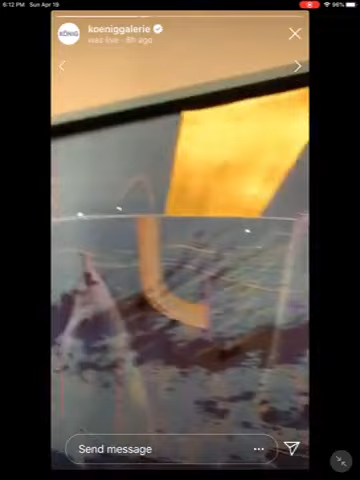 6:12 PM Sun Apr 19
96%
KÖNIG
koeniggalerie
was live · 8h ago
Send message